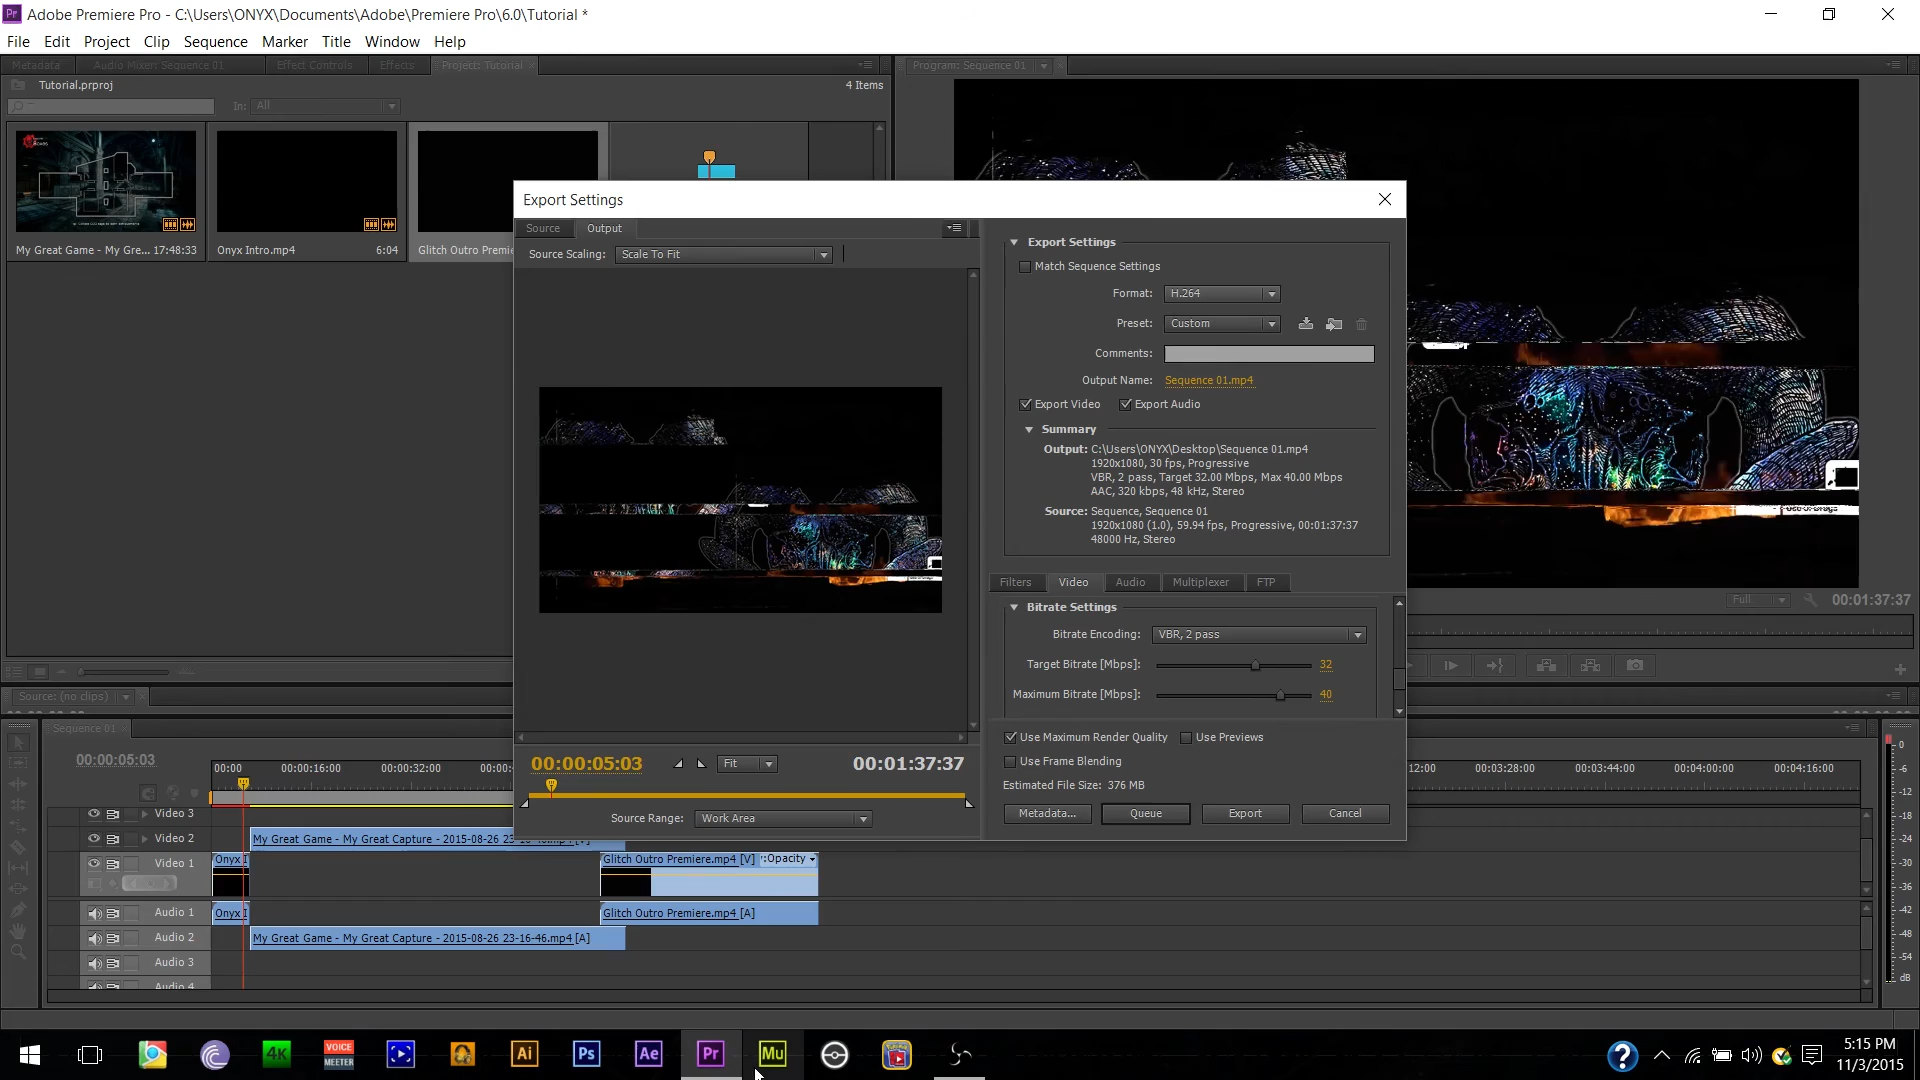 Adobe Premiere Pro - C:\Users\ONYX\Documents\Adobe\Premiere Pro\6.0\Tutorial *
File Edit Project Clip Sequence Marker Title Window Help
Metadata Audio Mixer: Sequence 01 Effect Controls Effects Project: Tutorial
Program: Sequence 01
Tutorial.prproj 4 Items
In: All
My Great Game - My Gre... 17:48:33
Onyx Intro.mp4 6:04
Glitch Outro Premie
Export Settings
Source Output
Source Scaling: Scale To Fit
Export Settings
Match Sequence Settings
Format: H.264
Preset: Custom
Comments:
Output Name: Sequence 01.mp4
Export Video Export Audio
Summary
Output: C:\Users\ONYX\Desktop\Sequence 01.mp4
1920x1080, 30 fps, Progressive
VBR, 2 pass, Target 32.00 Mbps, Max 40.00 Mbps
AAC, 320 kbps, 48 kHz, Stereo
Source: Sequence, Sequence 01
1920x1080 (1.0), 59.94 fps, Progressive, 00:01:37:37
48000 Hz, Stereo
Filters Video Audio Multiplexer FTP
Bitrate Settings
Bitrate Encoding: VBR, 2 pass
Target Bitrate [Mbps]: 32
Maximum Bitrate [Mbps]: 40
Use Maximum Render Quality Use Previews
Use Frame Blending
Estimated File Size: 376 MB
Metadata... Queue Export Cancel
00:00:05:03 Fit 00:01:37:37
Source Range: Work Area
Full 00:01:37:37
Source: (no clips)
Sequence 01
00:00:05:03
00:00 00:00:16:00 00:00:32:00 00:00:4
12:00 00:03:28:00 00:03:44:00 00:04:00:00 00:04:16:00
Video 3
Video 2 My Great Game - My Great Capture - 2015-08-26 23-16-46.mp4 [V]
Video 1 Onyx I Glitch Outro Premiere.mp4 [V] :Opacity
Audio 1 Onyx I Glitch Outro Premiere.mp4 [A]
Audio 2 My Great Game - My Great Capture - 2015-08-26 23-16-46.mp4 [A]
Audio 3
Audio 4
0
-6
-12
-18
-24
-30
-36
-42
-48
-54
dB
4K VOICE MEETER Ai Ps Ae Pr Mu
5:15 PM
11/3/2015